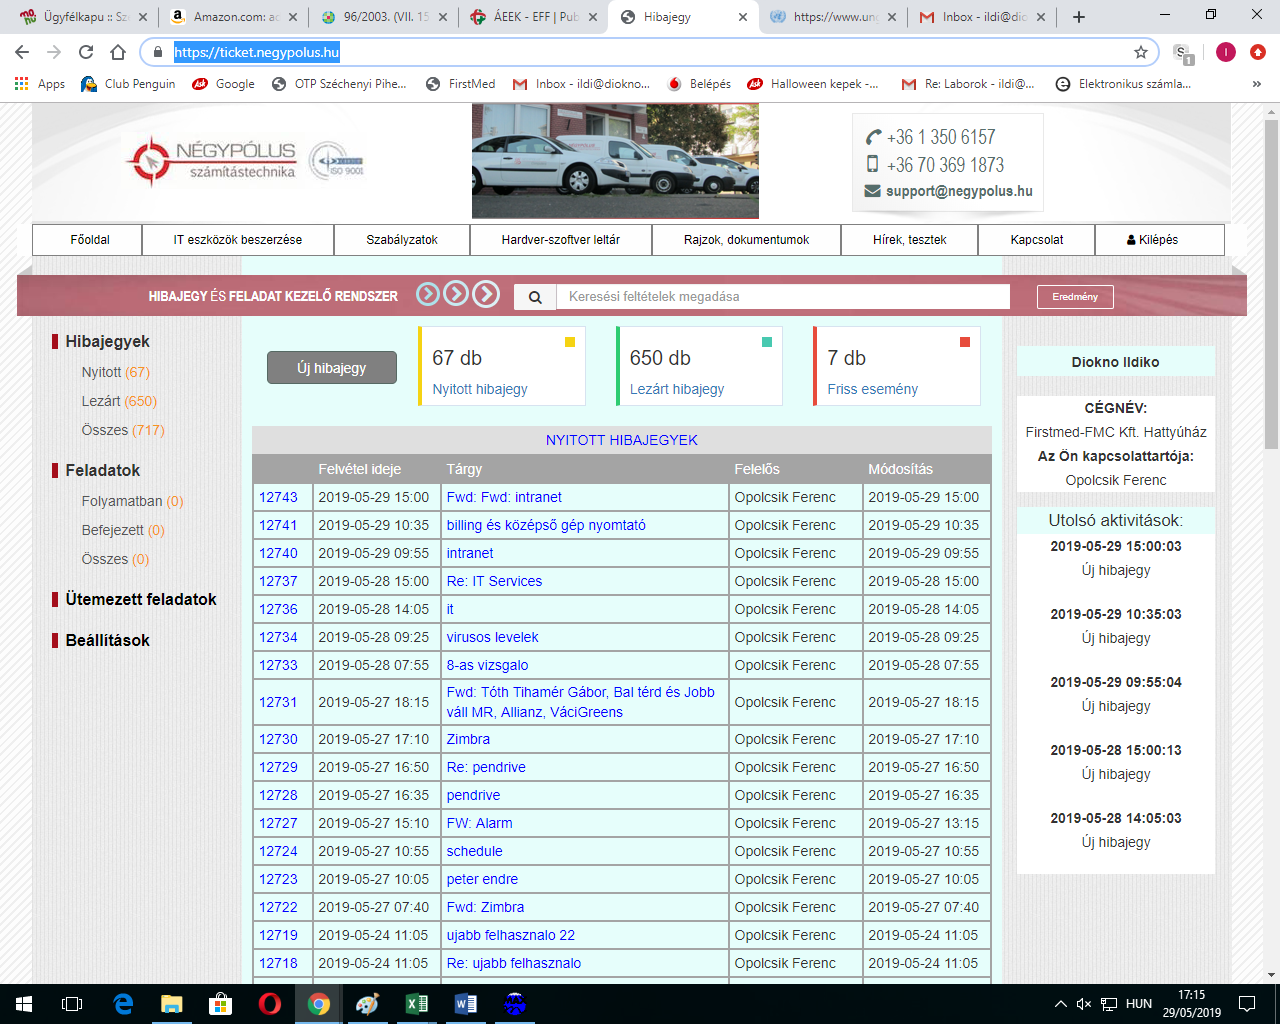 Ügyfélkapu :: Sz
Amazon.com: ac
96/2003. (VII. 15
ÁEEK - EFF | Pub
Hibajegy
https://www.ung
Inbox - ildi@dio
https://ticket.negypolus.hu
Apps
Club Penguin
Google
OTP Széchenyi Pihe...
FirstMed
Inbox - ildi@dokno...
Belépés
Halloween kepek -...
Re: Laborok - ildi@...
Elektronikus számla...
NÉGYPÓLUS
számítástechnika
ISO 9001
+36 1 350 6157
+36 70 369 1873
support@negypolus.hu
Főoldal
IT eszközök beszerzése
Szabályzatok
Hardver-szoftver leltár
Rajzok, dokumentumok
Hírek, tesztek
Kapcsolat
Kilépés
HIBAJEGY ÉS FELADAT KEZELŐ RENDSZER
Keresési feltételek megadása
Eredmény
Hibajegyek
Nyitott (67)
Lezárt (650)
Összes (717)
Feladatok
Folyamatban (0)
Befejezett (0)
Összes (0)
Ütemezett feladatok
Beállítások
Új hibajegy
67 db
Nyitott hibajegy
650 db
Lezárt hibajegy
7 db
Friss esemény
NYITOTT HIBAJEGYEK
Felvétel ideje Tárgy Felelős Módosítás
12743 2019-05-29 15:00 Fwd: Fwd: intranet Opolcsik Ferenc 2019-05-29 15:00
12741 2019-05-29 10:35 billing és középső gép nyomtató Opolcsik Ferenc 2019-05-29 10:35
12740 2019-05-29 09:55 intranet Opolcsik Ferenc 2019-05-29 09:55
12737 2019-05-28 15:00 Re: IT Services Opolcsik Ferenc 2019-05-28 15:00
12736 2019-05-28 14:05 it Opolcsik Ferenc 2019-05-28 14:05
12734 2019-05-28 09:25 virusos levelek Opolcsik Ferenc 2019-05-28 09:25
12733 2019-05-28 07:55 8-as vizsgalo Opolcsik Ferenc 2019-05-28 07:55
12731 2019-05-27 18:15 Fwd: Tóth Tihamér Gábor, Bal térd és Jobb váll MR, Allianz, VáciGreens Opolcsik Ferenc 2019-05-27 18:15
12730 2019-05-27 17:10 Zimbra Opolcsik Ferenc 2019-05-27 17:10
12729 2019-05-27 16:50 Re: pendrive Opolcsik Ferenc 2019-05-27 16:50
12728 2019-05-27 16:35 pendrive Opolcsik Ferenc 2019-05-27 16:35
12727 2019-05-27 15:10 FW: Alarm Opolcsik Ferenc 2019-05-27 13:15
12724 2019-05-27 10:55 schedule Opolcsik Ferenc 2019-05-27 10:55
12723 2019-05-27 10:05 peter endre Opolcsik Ferenc 2019-05-27 10:05
12722 2019-05-27 07:40 Fwd: Zimbra Opolcsik Ferenc 2019-05-27 07:40
12719 2019-05-24 11:05 ujabb felhasznalo 22 Opolcsik Ferenc 2019-05-24 11:05
12718 2019-05-24 11:05 Re: ujabb felhasznalo Opolcsik Ferenc 2019-05-24 11:05
Diokno Ildiko
CÉGNÉV:
Firstmed-FMC Kft. Hattyúház
Az Ön kapcsolattartója:
Opolcsik Ferenc
Utolsó aktivitások:
2019-05-29 15:00:03
Új hibajegy
2019-05-29 10:35:03
Új hibajegy
2019-05-29 09:55:04
Új hibajegy
2019-05-28 15:00:13
Új hibajegy
2019-05-28 14:05:03
Új hibajegy
HUN
17:15
29/05/2019